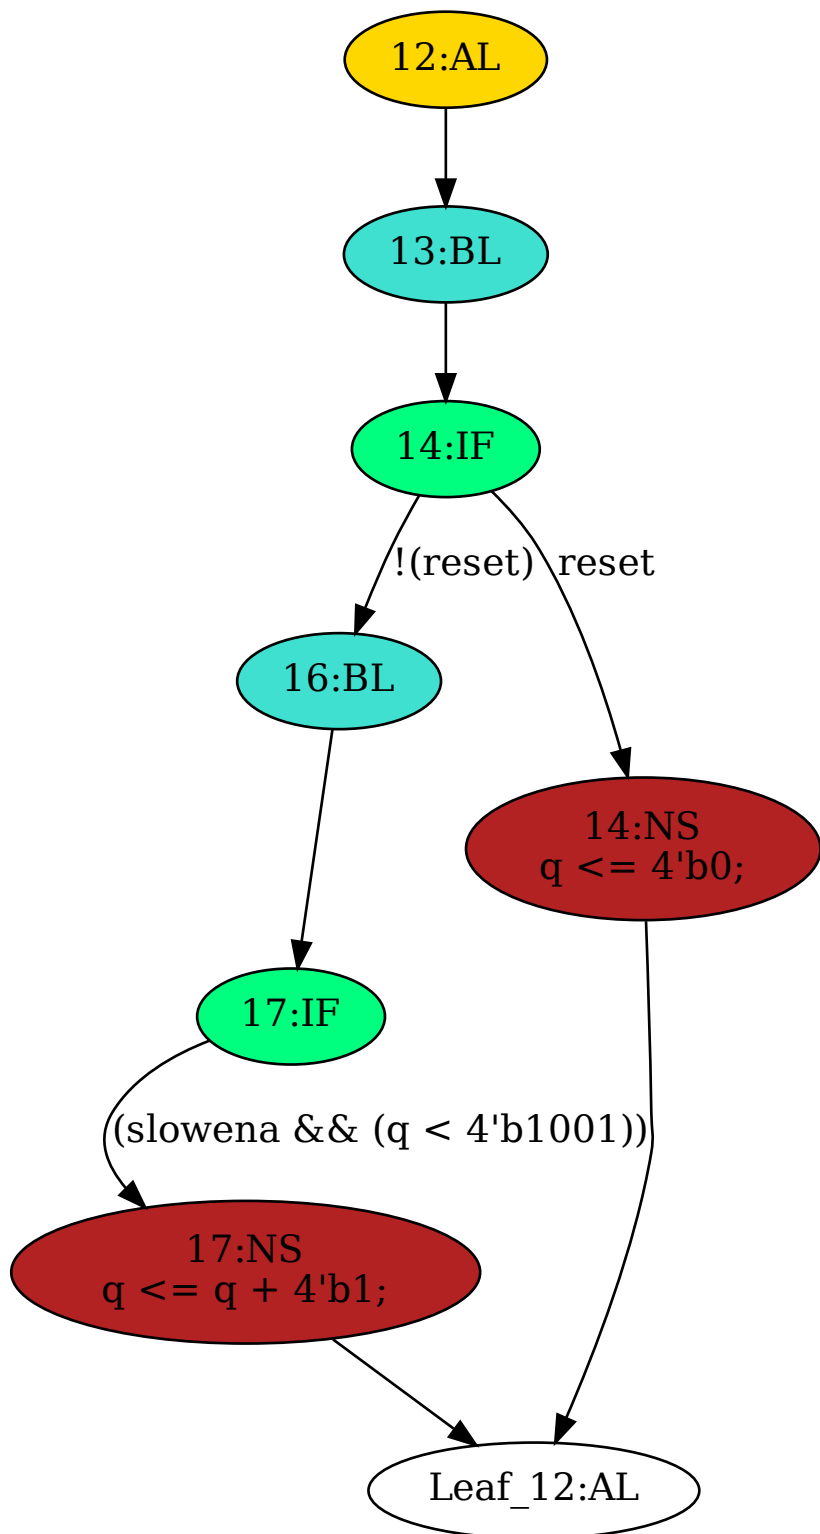 12:AL
13:BL
14:IF
!(reset)
reset
16:BL
14:NS
q <= 4'b0;
17:IF
(slowena && (q < 4'b1001))
17:NS
q <= q + 4'b1;
Leaf_12:AL